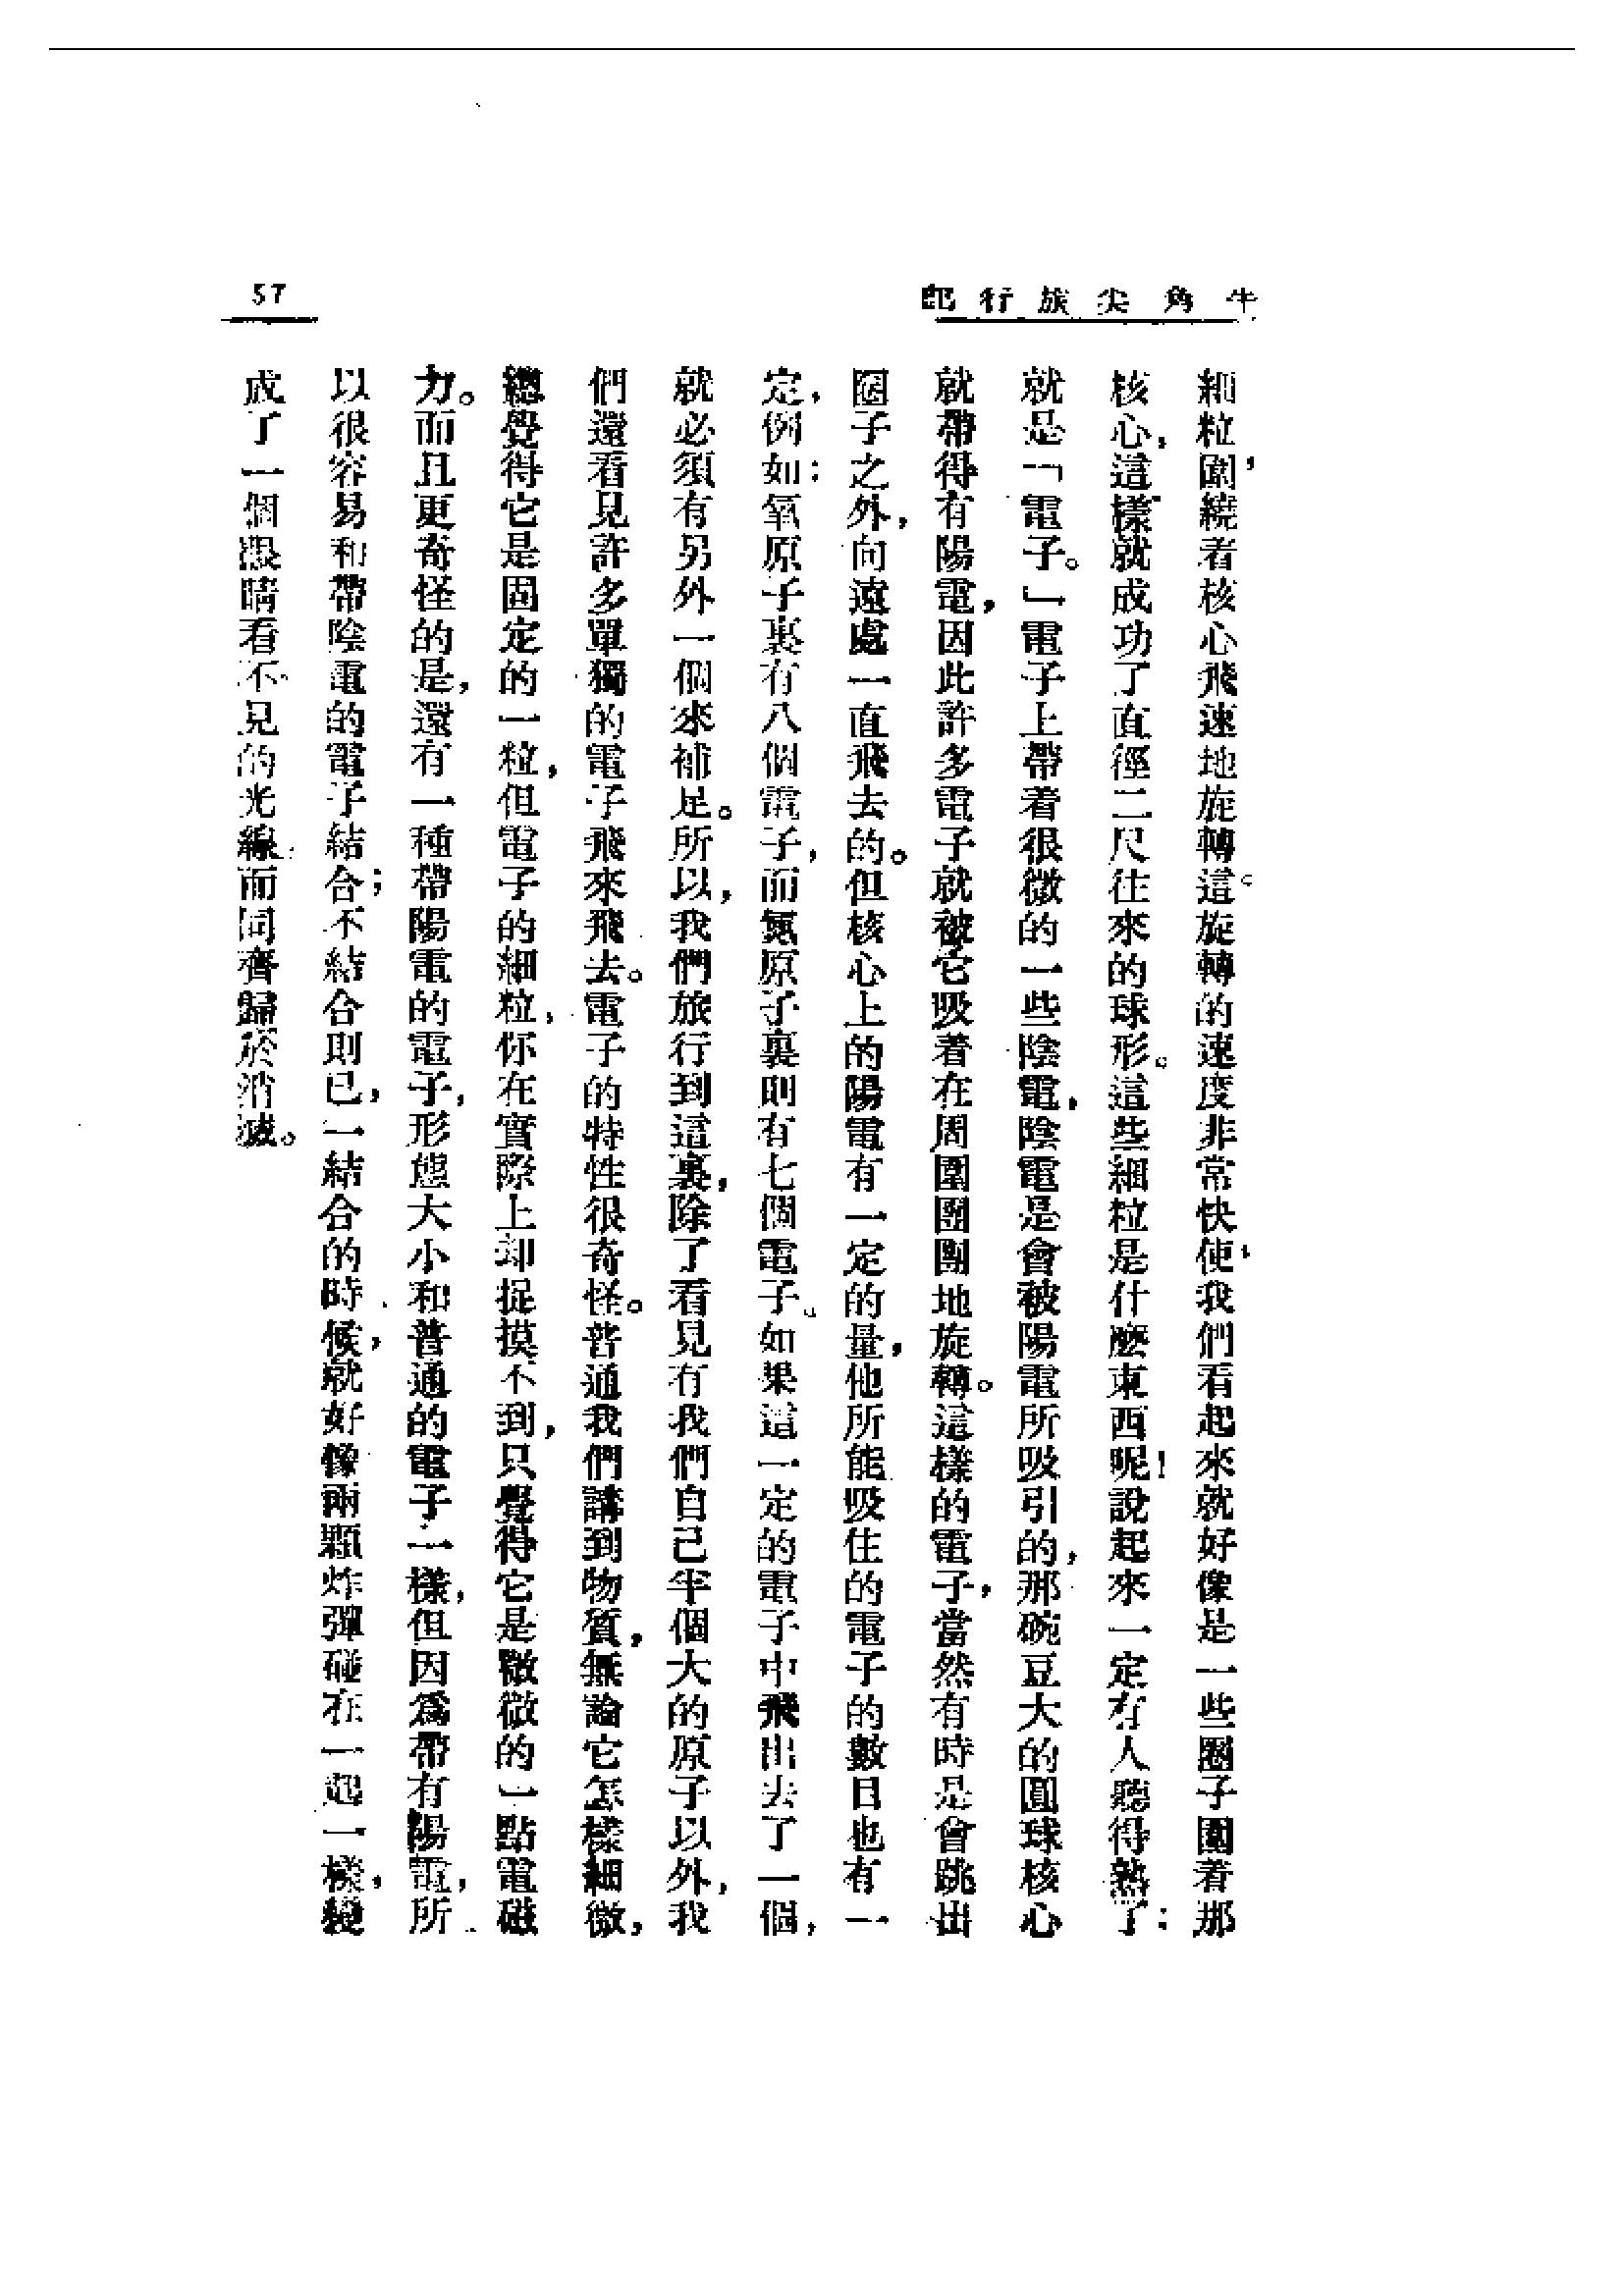 牛角尖旅行記
57
細粒，圍繞着核心飛速地旋轉。這旋轉的速度非常快，使我們看起來就好像是一些圈子圍着那
核心，這樣就成功了直徑二尺往來的球形。這些細粒是什麼東西呢！說起來一定有人聽得熟了：
就是「電子。」電子上帶着很微的一些陰電，陰電是會被陽電所吸引的，那碗豆大的圓球核心
就帶得有陽電，因此許多電子就被它吸着在周圍團團地旋轉。這樣的電子，當然有時是會跳出
圈子之外，向遠處一直飛去的。但核心上的陽電有一定的量，他所能吸住的電子的數目也有一
定，例如：氧原子裏有八個電子，而氮原子裏則有七個電子。如果這一定的電子中飛出去了一個，
就必須有另外一個來補足。所以，我們旅行到這裏，除了看見有我們自己半個大的原子以外，我
們還看見許多單獨的電子飛來飛去。電子的特性很奇怪。普通我們講到物質，無論它怎樣細微，
總覺得它是固定的一粒，但電子的細粒，你在實際上却捉摸不到，只覺得它是微微的一點電磁
力。而且更奇怪的是，還有一種帶陽電的電子，形態大小和普通的電子一樣，但因爲帶有陽電，所
以很容易和帶陰電的電子結合；不結合則已，一結合的時候，就好像兩顆炸彈碰在一起一樣，變
成了一個眼睛看不見的光線，而同齊歸於消滅。